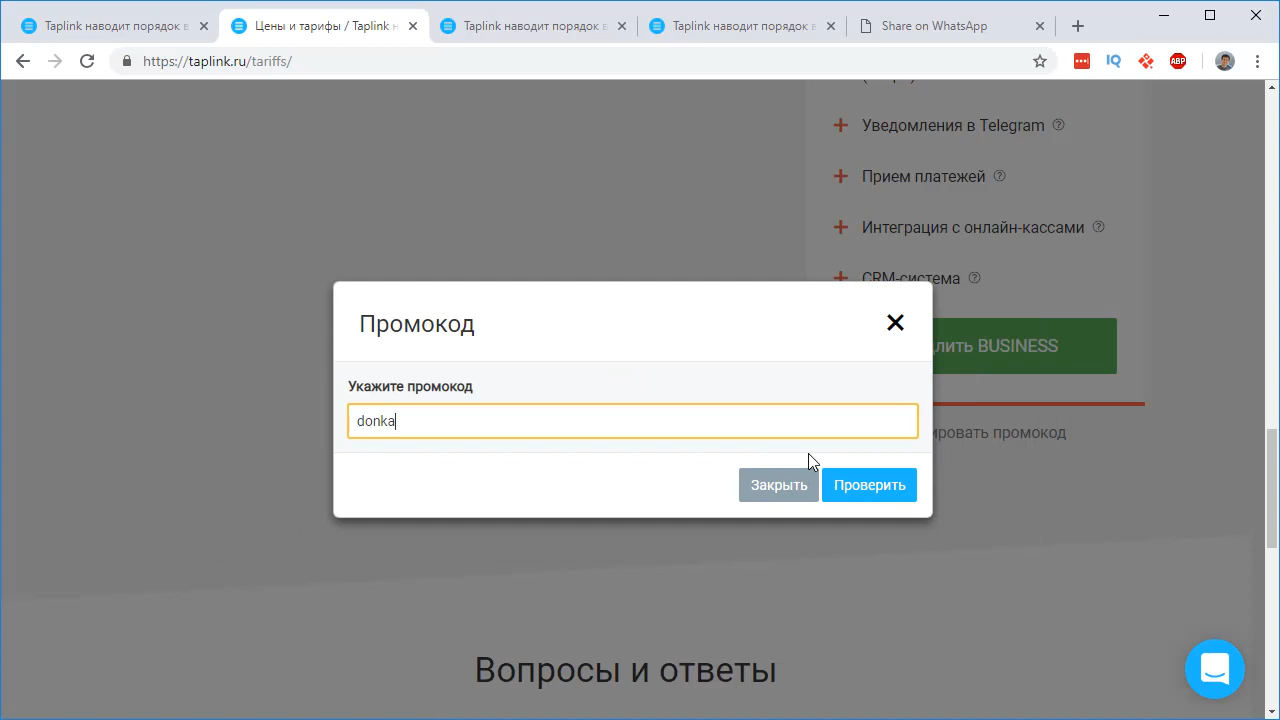 Taplink наводит порядок в
Цены и тарифы / Taplink н
Taplink наводит порядок в
Taplink наводит порядок в
Share on WhatsApp
https://taplink.ru/tariffs/
IQ
ABP
Уведомления в Telegram
Прием платежей
Интеграция с онлайн-кассами
CRM-система
Промокод
длить BUSINESS
Укажите промокод
donka
ировать промокод
Закрыть
Проверить
Вопросы и ответы